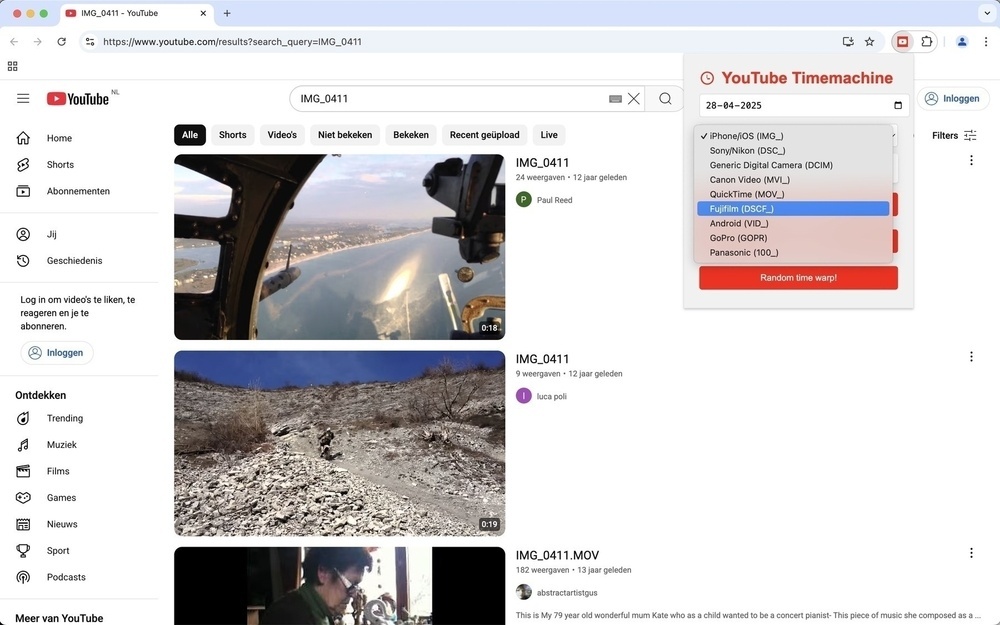 IMG_0411 - YouTube
https://www.youtube.com/results?search_query=IMG_0411
YouTube NL
IMG_0411
YouTube Timemachine
28-04-2025
iPhone/iOS (IMG_)
Sony/Nikon (DSC_)
Generic Digital Camera (DCIM)
Canon Video (MVI_)
QuickTime (MOV_)
Fujifilm (DSCF_)
Android (VID_)
GoPro (GOPR)
Panasonic (100_)
Random time warp!
Inloggen
Filters
Home
Shorts
Abonnementen
Jij
Geschiedenis
Log in om video's te liken, te
reageren en je te
abonneren.
Inloggen
Ontdekken
Trending
Muziek
Films
Games
Nieuws
Sport
Podcasts
Meer van YouTube
Alle Shorts Video's Niet bekeken Bekeken Recent geüpload Live
0:18
IMG_0411
24 weergaven • 12 jaar geleden
P Paul Reed
0:19
IMG_0411
9 weergaven • 12 jaar geleden
l luca poli
IMG_0411.MOV
182 weergaven • 13 jaar geleden
abstractartistgus
This is My 79 year old wonderful mum Kate who as a child wanted to be a concert pianist- This piece of music she composed as a ...